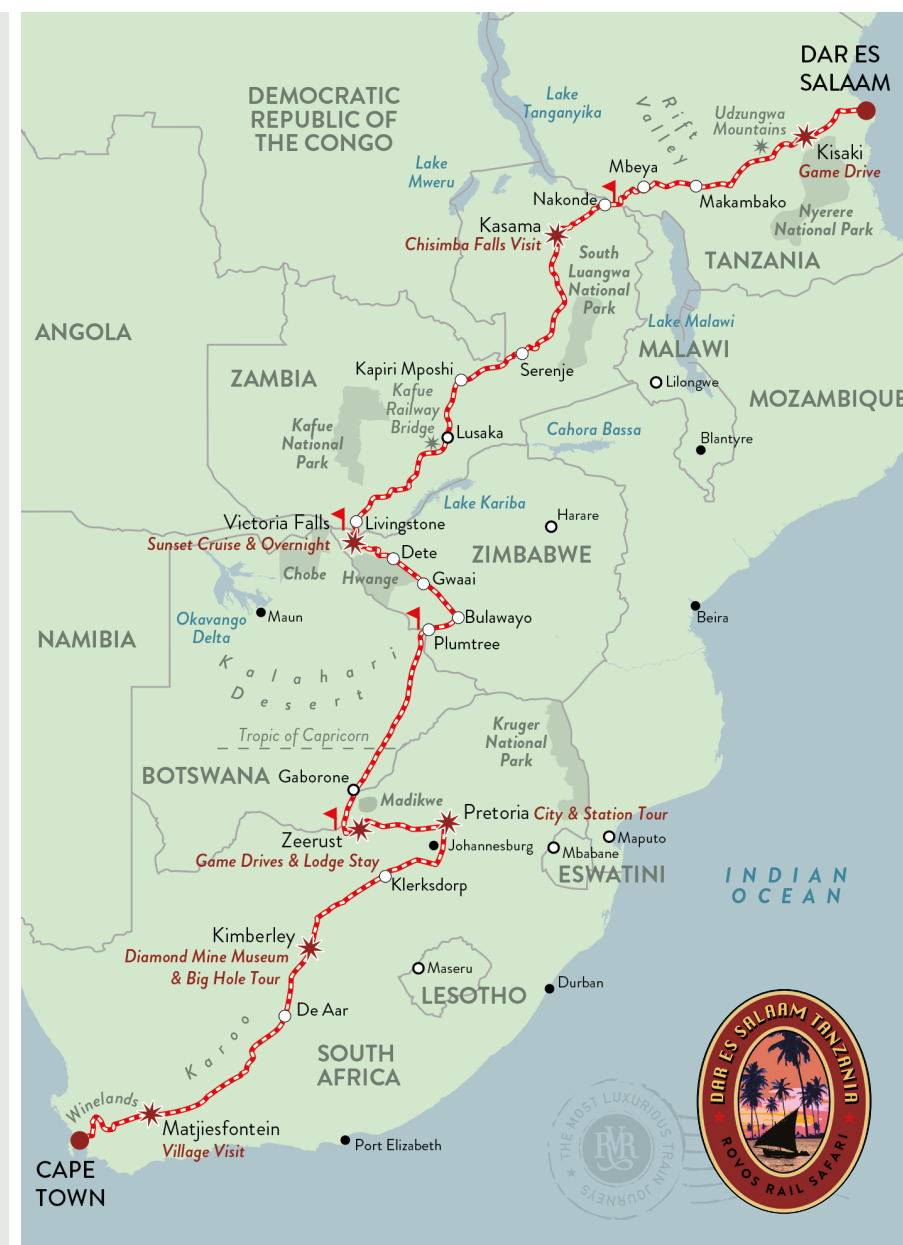 DAR ES
SALAAM
DEMOCRATIC
REPUBLIC OF
THE CONGO
Lake
Tanganyika
Rift
Valley
Udzungwa
Mountains
Kisaki
Game Drive
Lake
Mweru
Mbeya
Nakonde
Makambako
Nyerere
National Park
Kasama
Chisimba Falls Visit
South
Luangwa
National
Park
TANZANIA
ANGOLA
Lake Malawi
MALAWI
Kapiri Mposhi
Serenje
ZAMBIA
Kafue
Railway
Bridge
Lilongwe
MOZAMBIQUE
Kafue
National
Park
Lusaka
Cahora Bassa
Blantyre
Lake Kariba
Victoria Falls
Livingstone
Sunset Cruise & Overnight
Harare
ZIMBABWE
Dete
Chobe
Hwange
Gwaai
Okavango
Delta
Maun
Bulawayo
Beira
NAMIBIA
Plumtree
Kalahari
Desert
Tropic of Capricorn
Kruger
National
Park
BOTSWANA
Gaborone
Madikwe
Pretoria
City & Station Tour
Zeerust
Game Drives & Lodge Stay
Johannesburg
Maputo
Mbabane
ESWATINI
Klerksdorp
INDIAN
OCEAN
Kimberley
Diamond Mine Museum
& Big Hole Tour
Maseru
LESOTHO
Durban
De Aar
Karoo
SOUTH
AFRICA
Winelands
Matjiesfontein
Village Visit
Port Elizabeth
CAPE
TOWN
THE MOST LUXURIOUS TRAIN JOURNEYS
RVR
DAR ES SALAAM TANZANIA
ROVOS RAIL SAFARI